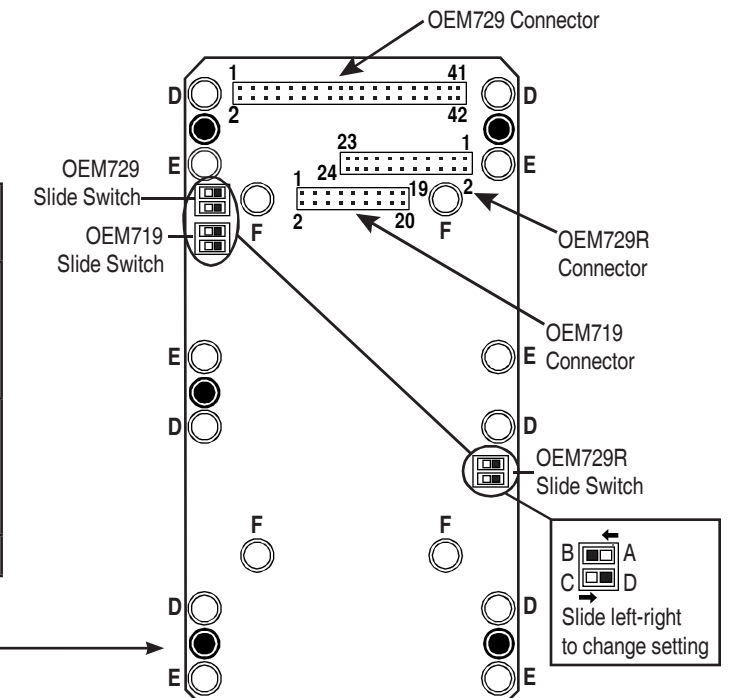 OEM729 Connector
1 41
D D
2 42
23 1
E E
24
OEM729
Slide Switch
1 19 2
2 20
F F
OEM719
Slide Switch
OEM729R
Connector
OEM719
Connector
E E
D D
OEM729R
Slide Switch
F F
B A
C D
Slide left-right
to change setting
D D
E E